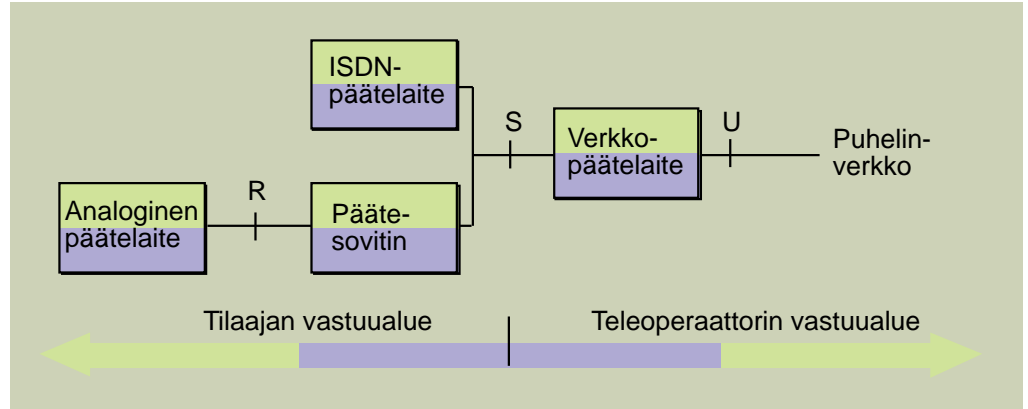 ISDN-
päätelaite
S
Verkko-
päätelaite
U
Puhelin-
verkko
Analoginen
päätelaite
R
Pääte-
sovitin
Tilaajan vastuualue
Teleoperaattorin vastuualue